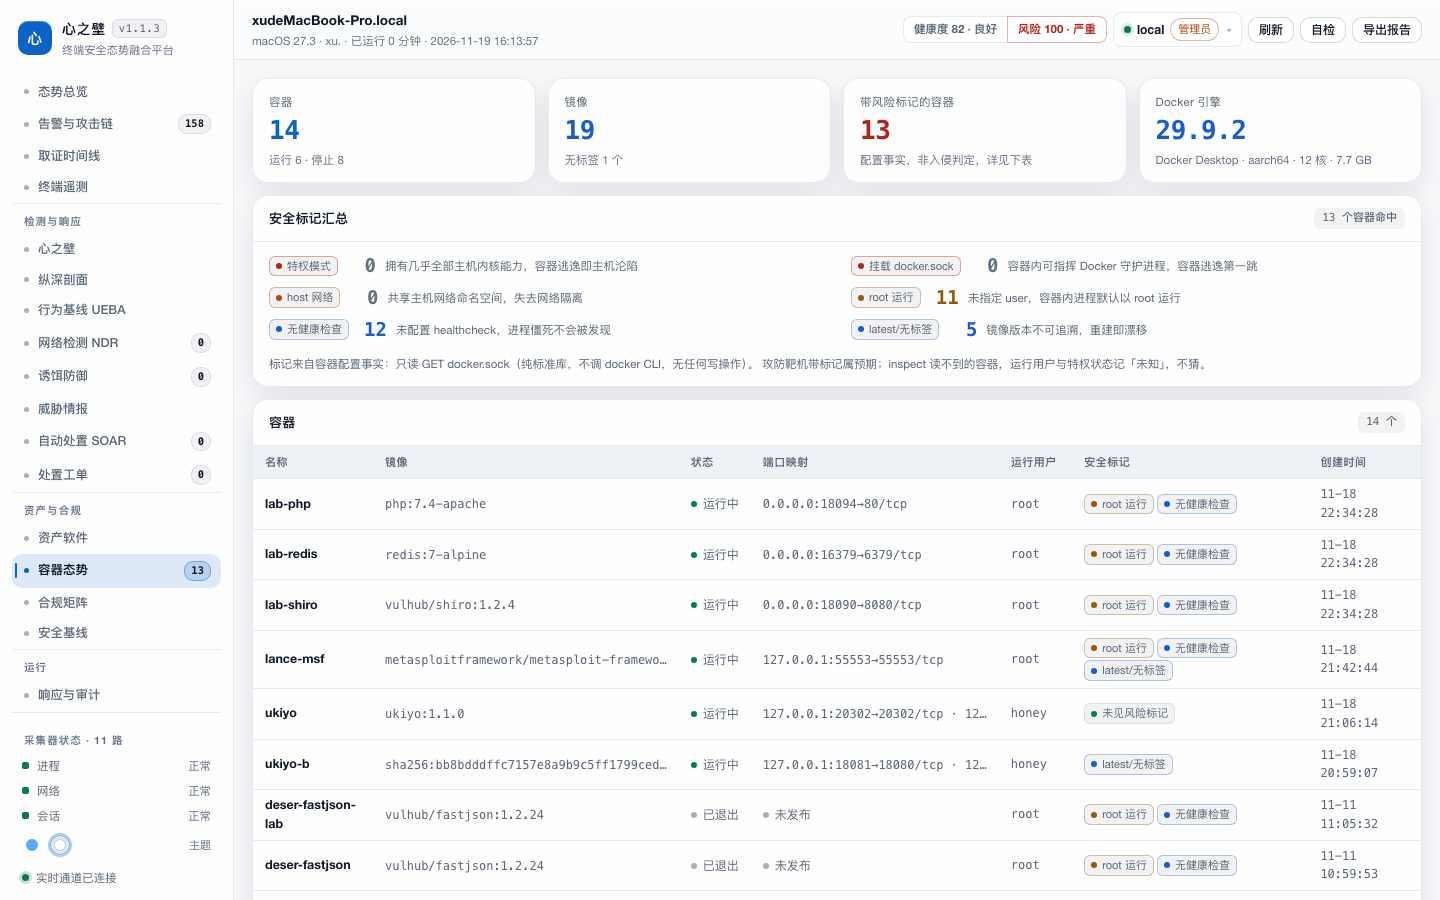 心
心之壁 v1.1.3
终端安全态势融合平台
态势总览
告警与攻击链 158
取证时间线
终端遥测
检测与响应
心之壁
纵深剖面
行为基线 UEBA
网络检测 NDR 0
诱饵防御 0
威胁情报
自动处置 SOAR 0
处置工单 0
资产与合规
资产软件
容器态势 13
合规矩阵
安全基线
运行
响应与审计
采集器状态 · 11 路
进程 正常
网络 正常
会话 正常
主题
实时通道已连接
xudeMacBook-Pro.local
macOS 27.3 · xu. · 已运行 0 分钟 · 2026-11-19 16:13:57
健康度 82 · 良好 风险 100 · 严重 local 管理员 刷新 自检 导出报告
容器
14
运行 6 · 停止 8
镜像
19
无标签 1 个
带风险标记的容器
13
配置事实，非入侵判定，详见下表
Docker 引擎
29.9.2
Docker Desktop · aarch64 · 12 核 · 7.7 GB
安全标记汇总 13 个容器命中
特权模式 0 拥有几乎全部主机内核能力，容器逃逸即主机沦陷
挂载 docker.sock 0 容器内可指挥 Docker 守护进程，容器逃逸第一跳
host 网络 0 共享主机网络命名空间，失去网络隔离
root 运行 11 未指定 user，容器内进程默认以 root 运行
无健康检查 12 未配置 healthcheck，进程僵死不会被发现
latest/无标签 5 镜像版本不可追溯，重建即漂移
标记来自容器配置事实：只读 GET docker.sock（纯标准库，不调 docker CLI，无任何写操作）。 攻防靶机带标记属预期；inspect 读不到的容器，运行用户与特权状态记「未知」，不猜。
容器 14 个
名称 镜像 状态 端口映射 运行用户 安全标记 创建时间
lab-php php:7.4-apache 运行中 0.0.0.0:18094→80/tcp root root 运行 无健康检查 11-18 22:34:28
lab-redis redis:7-alpine 运行中 0.0.0.0:16379→6379/tcp root root 运行 无健康检查 11-18 22:34:28
lab-shiro vulhub/shiro:1.2.4 运行中 0.0.0.0:18090→8080/tcp root root 运行 无健康检查 11-18 22:34:28
lance-msf metasploitframework/metasploit-framewo… 运行中 127.0.0.1:55553→55553/tcp root root 运行 无健康检查 latest/无标签 11-18 21:42:44
ukiyo ukiyo:1.1.0 运行中 127.0.0.1:20302→20302/tcp · 12… honey 未见风险标记 11-18 21:06:14
ukiyo-b sha256:bb8bdddffc7157e8a9b9c5ff1799ced… 运行中 127.0.0.1:18081→18080/tcp · 12… honey latest/无标签 11-18 20:59:07
deser-fastjson-lab vulhub/fastjson:1.2.24 已退出 未发布 root root 运行 无健康检查 11-11 11:05:32
deser-fastjson vulhub/fastjson:1.2.24 已退出 未发布 root root 运行 无健康检查 11-11 10:59:53